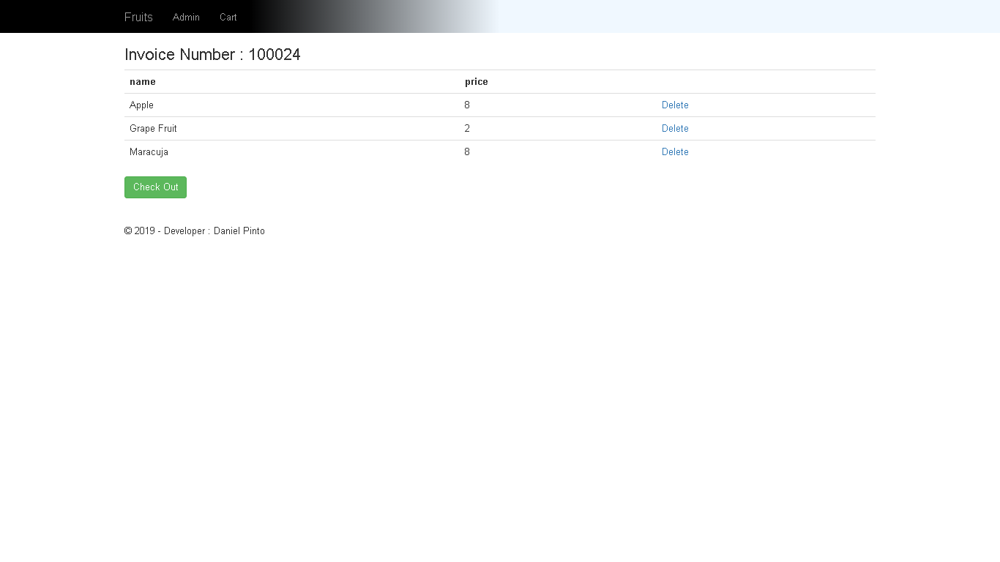 Fruits Admin Cart
Invoice Number : 100024
name price
Apple 8 Delete
Grape Fruit 2 Delete
Maracuja 8 Delete
Check Out
© 2019 - Developer : Daniel Pinto